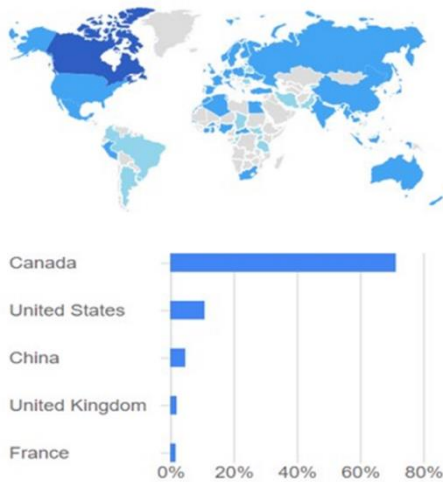 Canada
United States
China
United Kingdom
France
0% 20% 40% 60% 80%